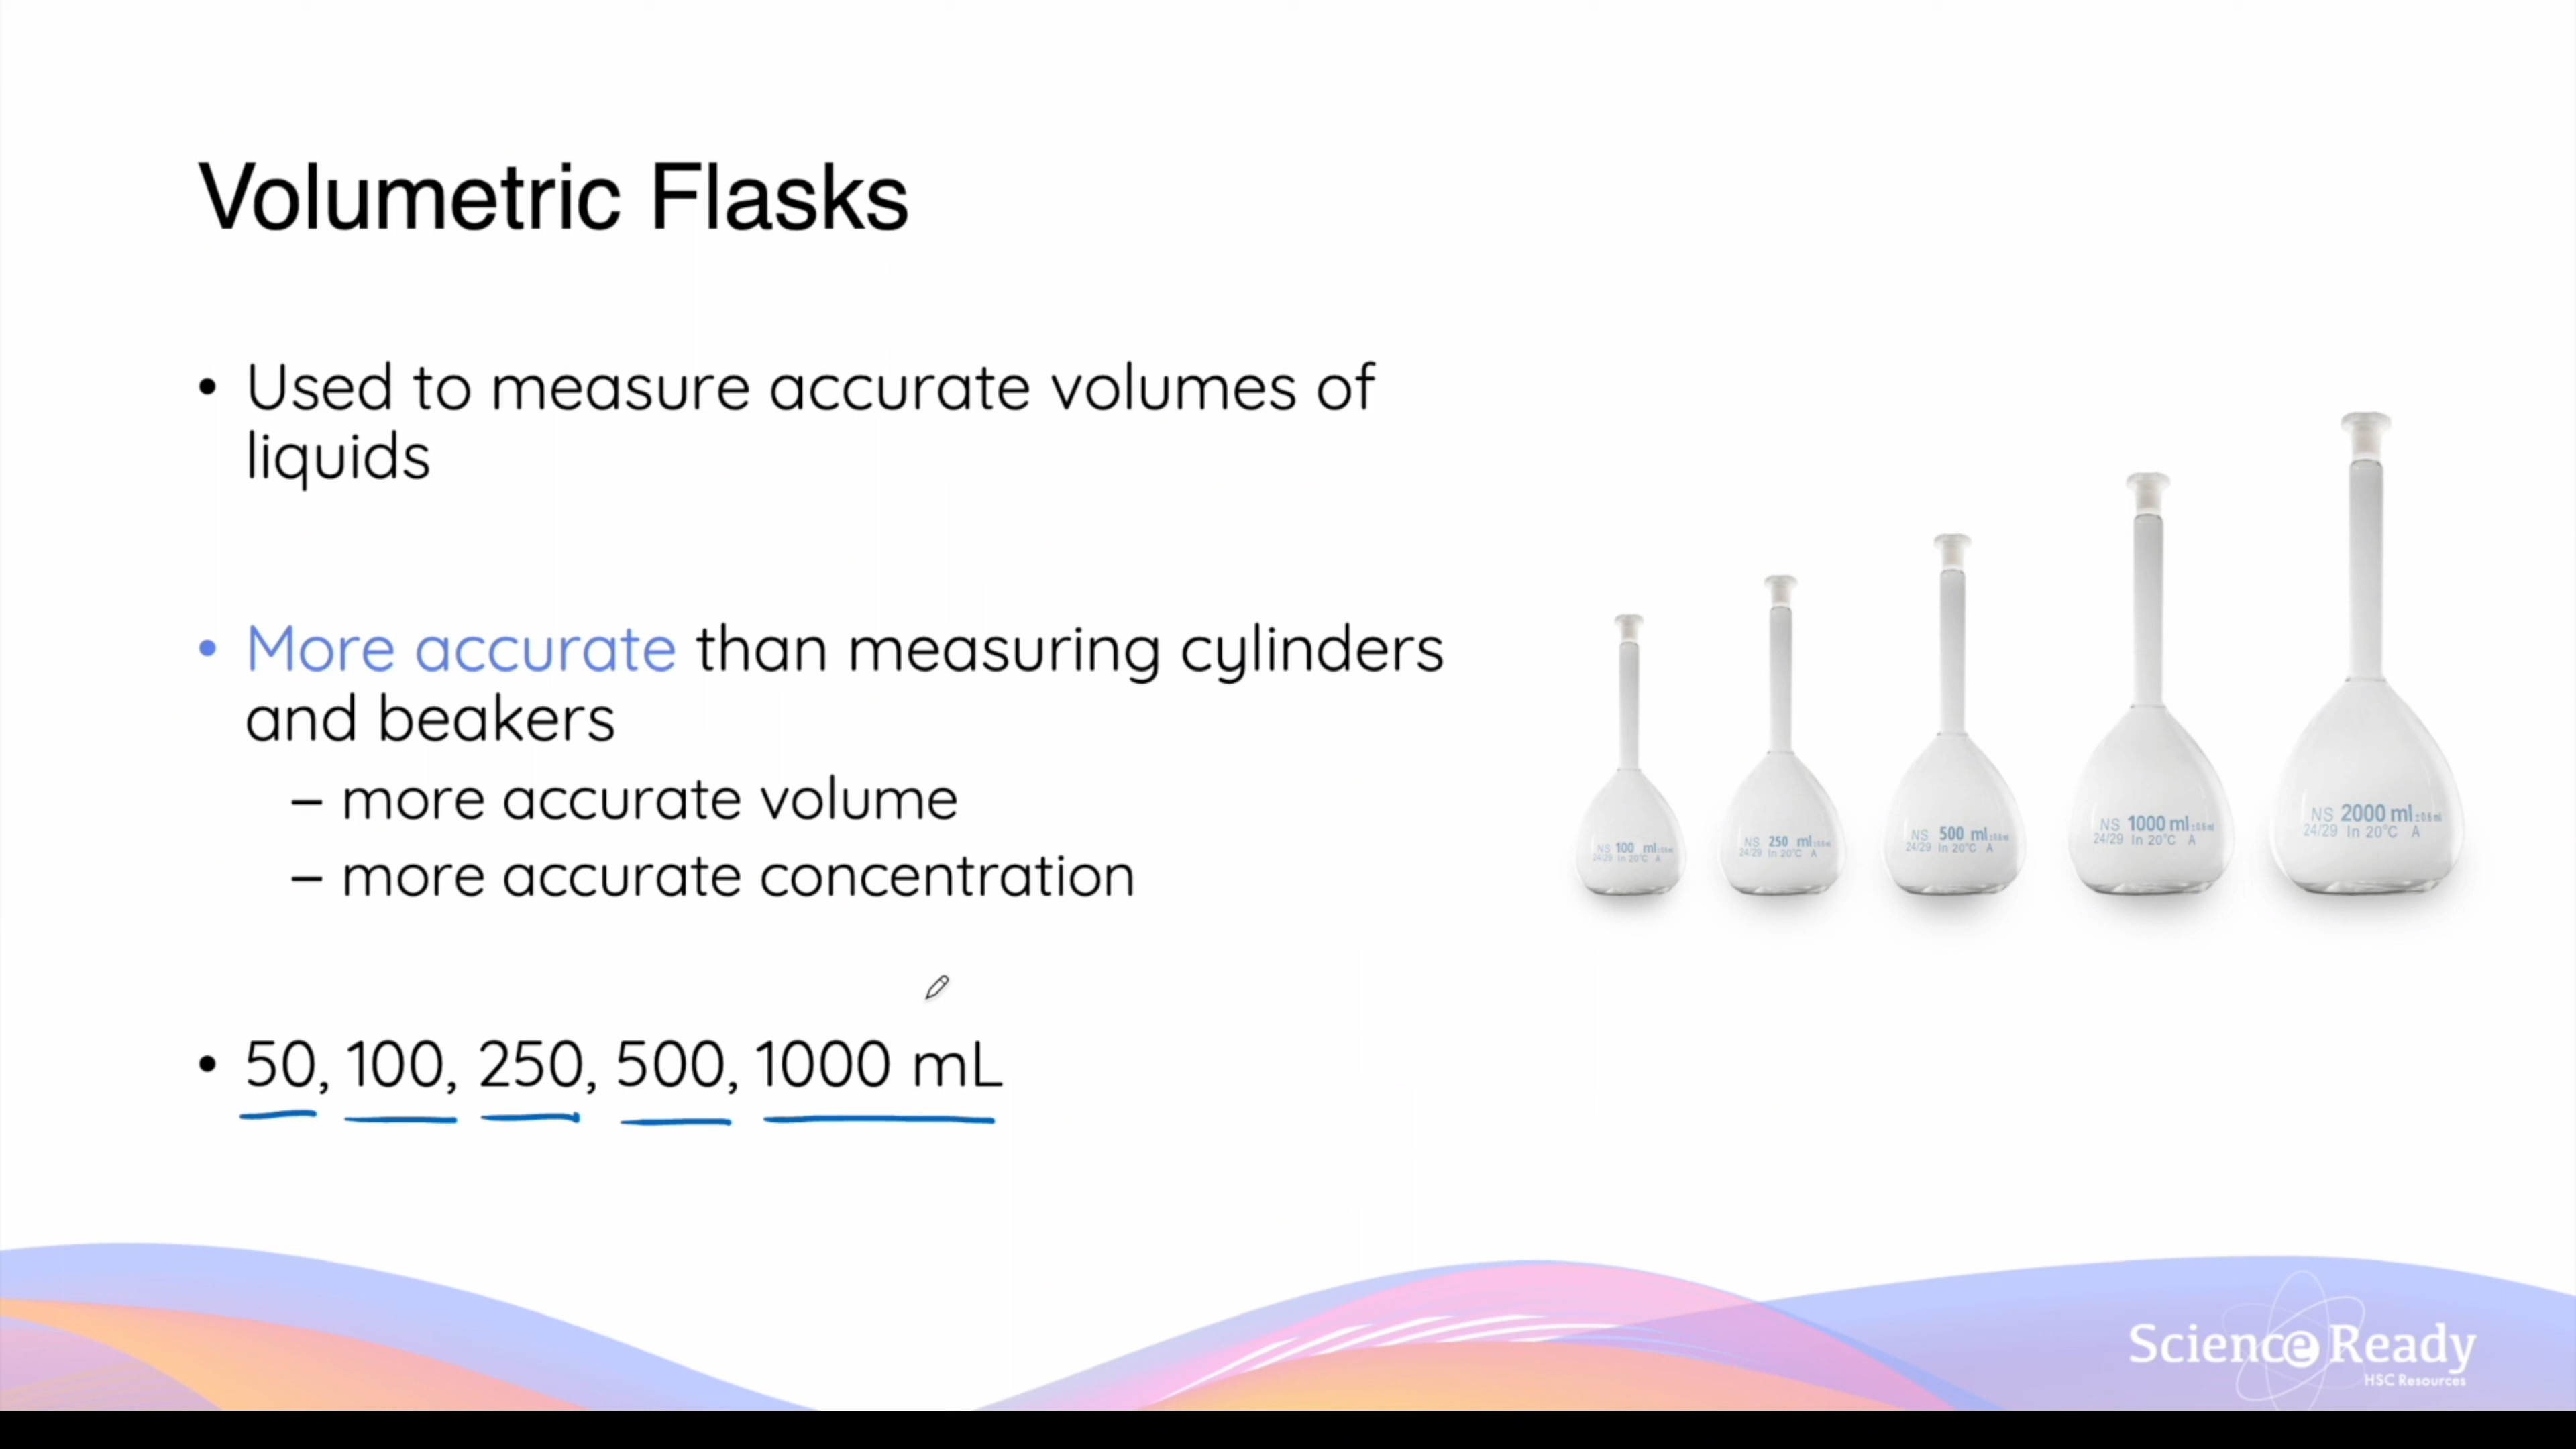 Volumetric Flasks
• Used to measure accurate volumes of
liquids
• More accurate than measuring cylinders
and beakers
– more accurate volume
– more accurate concentration
• 50, 100, 250, 500, 1000 mL
NS 100 ml
24/29 In 20°C A
NS 250 ml
24/29 In 20°C A
NS 500 ml
24/29 In 20°C A
NS 1000 ml
24/29 In 20°C A
NS 2000 ml
24/29 In 20°C A
Science Ready
HSC Resources